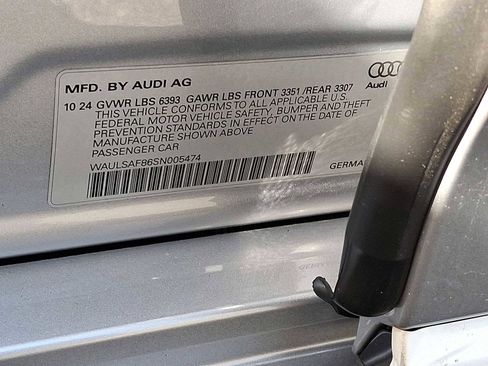 MFD. BY AUDI AG
10 24 GVWR LBS 6393 GAWR LBS FRONT 3351 /REAR 3307
THIS VEHICLE CONFORMS TO ALL APPLICABLE U.S.
FEDERAL MOTOR VEHICLE SAFETY, BUMPER AND THEFT
PREVENTION STANDARDS IN EFFECT ON THE DATE OF
MANUFACTURE SHOWN ABOVE
PASSENGER CAR
WAULSAF86SN005474
GERMA
Audi